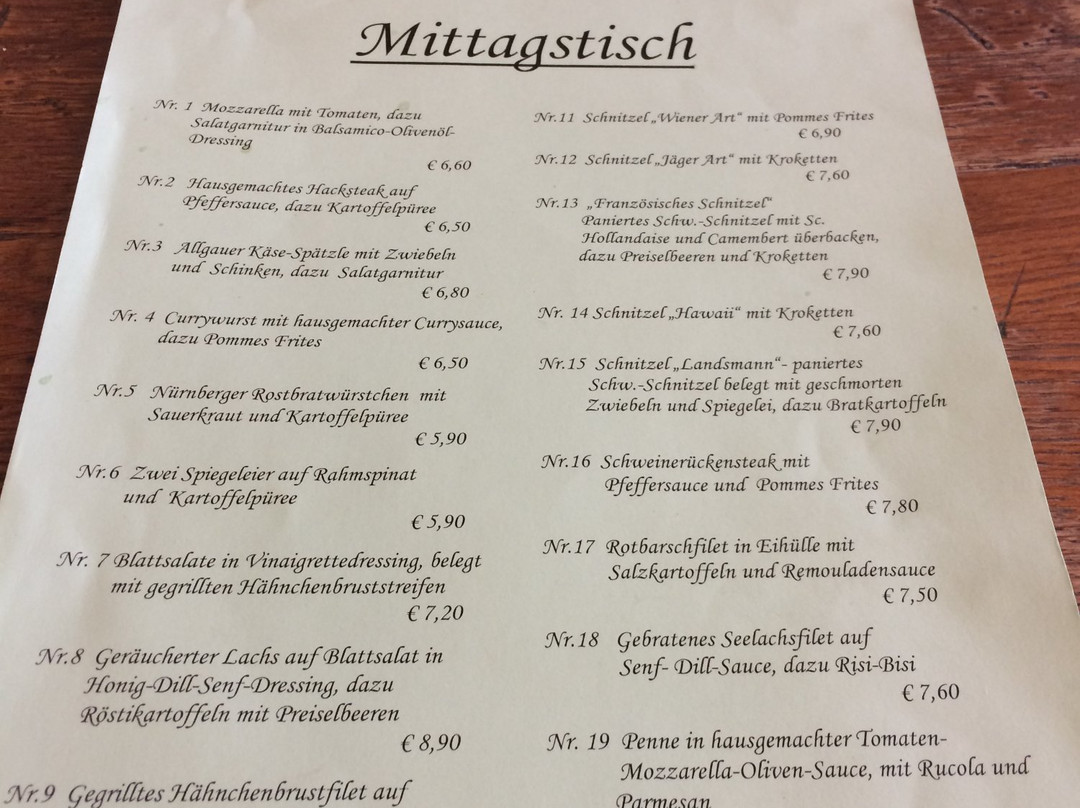 Mittagstisch
Nr. 1 Mozzarella mit Tomaten, dazu
Salatgarnitur in Balsamico-Olivenöl-
Dressing
€ 6,60
Nr.2 Hausgemachtes Hacksteak auf
Pfeffersauce, dazu Kartoffelpüree
€ 6,50
Nr.3 Allgauer Käse-Spätzle mit Zwiebeln
und Schinken, dazu Salatgarnitur
€ 6,80
Nr. 4 Currywurst mit hausgemachter Currysauce,
dazu Pommes Frites
€ 6,50
Nr.5 Nürnberger Rostbratwürstchen mit
Sauerkraut und Kartoffelpüree
€ 5,90
Nr.6 Zwei Spiegeleier auf Rahmspinat
und Kartoffelpüree
€ 5,90
Nr. 7 Blattsalate in Vinaigrettedressing, belegt
mit gegrillten Hähnchenbruststreifen
€ 7,20
Nr.8 Geräucherter Lachs auf Blattsalat in
Honig-Dill-Senf-Dressing, dazu
Röstikartoffeln mit Preiselbeeren
€ 8,90
Nr.9 Gegrilltes Hähnchenbrustfilet auf
Nr.11 Schnitzel „Wiener Art" mit Pommes Frites
€ 6,90
Nr.12 Schnitzel „Jäger Art" mit Kroketten
€ 7,60
Nr.13 „Französisches Schnitzel"
Paniertes Schw.-Schnitzel mit Sc.
Hollandaise und Camembert überbacken,
dazu Preiselbeeren und Kroketten
€ 7,90
Nr. 14 Schnitzel „Hawaii" mit Kroketten
€ 7,60
Nr.15 Schnitzel „Landsmann"- paniertes
Schw.-Schnitzel belegt mit geschmorten
Zwiebeln und Spiegelei, dazu Bratkartoffeln
€ 7,90
Nr.16 Schweinerückensteak mit
Pfeffersauce und Pommes Frites
€ 7,80
Nr.17 Rotbarschfilet in Eihülle mit
Salzkartoffeln und Remouladensauce
€ 7,50
Nr.18 Gebratenes Seelachsfilet auf
Senf- Dill-Sauce, dazu Risi-Bisi
€ 7,60
Nr. 19 Penne in hausgemachter Tomaten-
Mozzarella-Oliven-Sauce, mit Rucola und
Parmesan